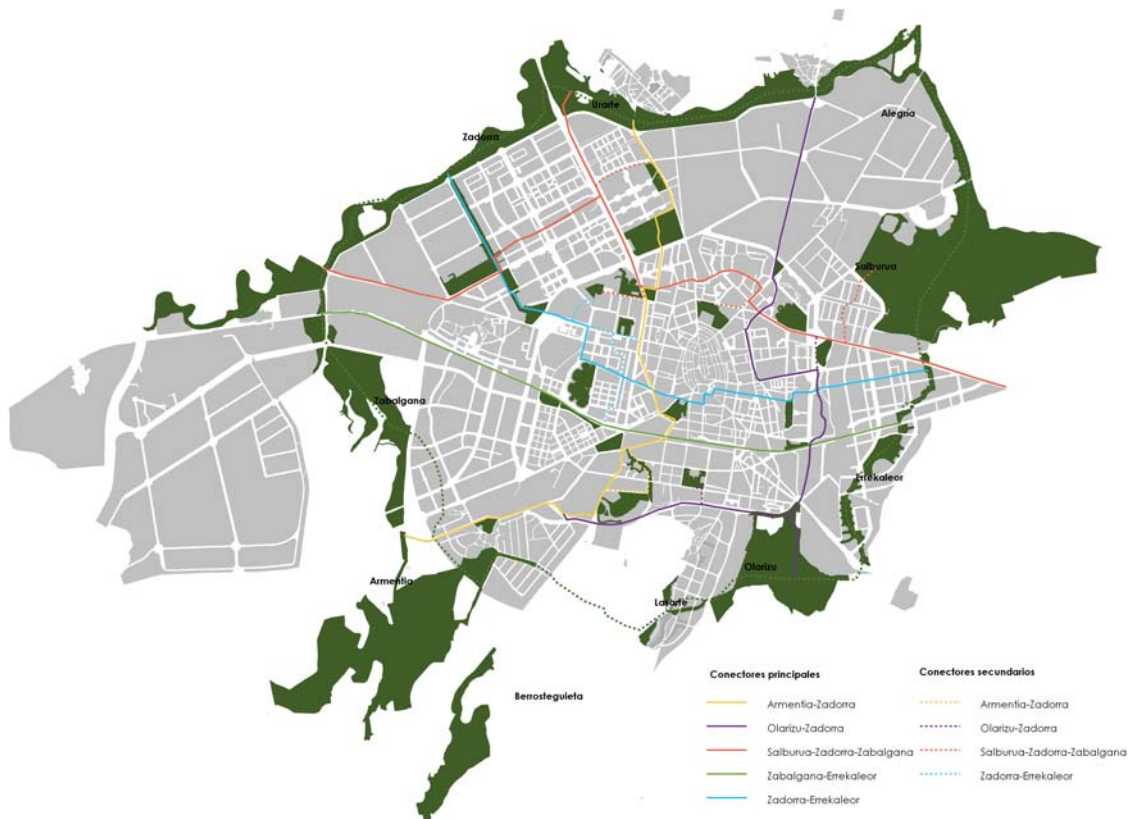 Urarte
Alegría
Zadorra
Salburua
Zabalgana
Errekaleor
Olarizu
Armentia
Lasarte
Berrosteguieta
Conectores principales
Armentia-Zadorra
Olarizu-Zadorra
Salburua-Zadorra-Zabalgana
Zabalgana-Errekaleor
Zadorra-Errekaleor
Conectores secundarios
Armentia-Zadorra
Olarizu-Zadorra
Salburua-Zadorra-Zabalgana
Zadorra-Errekaleor